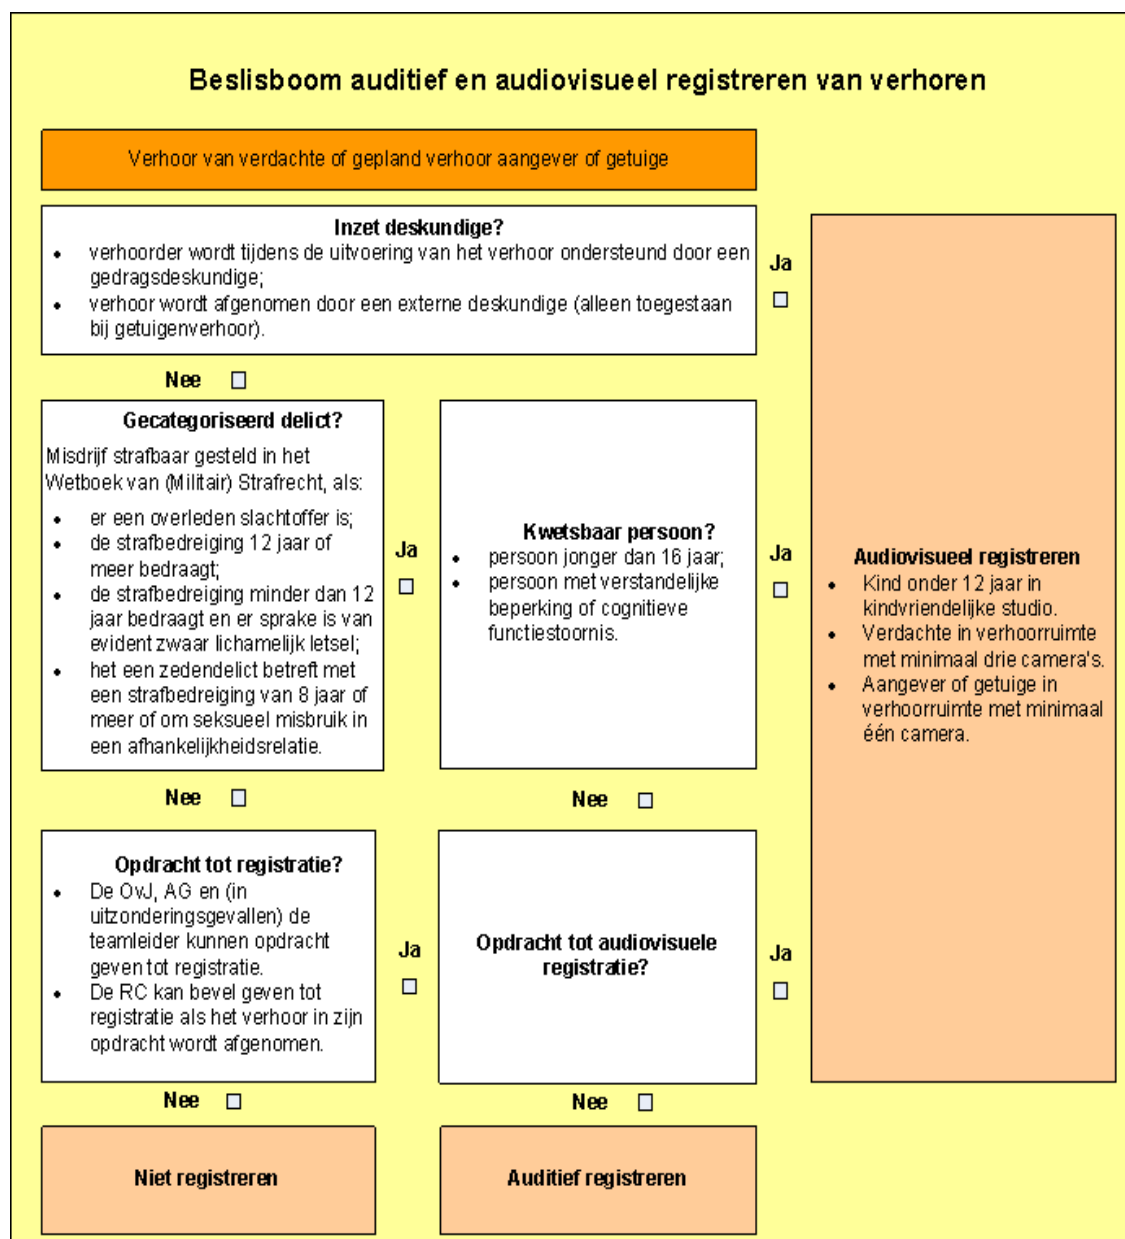 Beslisboom auditief en audiovisueel registreren van verhoren
Verhoor van verdachte of gepland verhoor aangever of getuige
Inzet deskundige?
• verhoorder wordt tijdens de uitvoering van het verhoor ondersteund door een
gedragsdeskundige;
• verhoor wordt afgenomen door een externe deskundige (alleen toegestaan
bij getuigenverhoor).
Ja
Nee
Gecategoriseerd delict?
Misdrijf strafbaar gesteld in het
Wetboek van (Militair) Strafrecht, als:
• er een overleden slachtoffer is;
• de strafbedreiging 12 jaar of
meer bedraagt;
• de strafbedreiging minder dan 12
jaar bedraagt en er sprake is van
evident zwaar lichamelijk letsel;
• het een zedendelict betreft met
een strafbedreiging van 8 jaar of
meer of om seksueel misbruik in
een afhankelijkheidsrelatie.
Ja
Kwetsbaar persoon?
• persoon jonger dan 16 jaar;
• persoon met verstandelijke
beperking of cognitieve
functiestoornis.
Ja
Audiovisueel registreren
• Kind onder 12 jaar in
kindvriendelijke studio.
• Verdachte in verhoorruimte
met minimaal drie camera's.
• Aangever of getuige in
verhoorruimte met minimaal
één camera.
Nee
Nee
Opdracht tot registratie?
• De OvJ, AG en (in
uitzonderingsgevallen) de
teamleider kunnen opdracht
geven tot registratie.
• De RC kan bevel geven tot
registratie als het verhoor in zijn
opdracht wordt afgenomen.
Ja
Opdracht tot audiovisuele
registratie?
Ja
Nee
Nee
Niet registreren
Auditief registreren